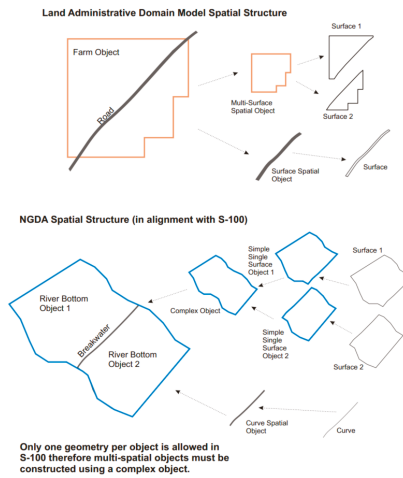 Land Administrative Domain Model Spatial Structure
Farm Object
Road
Multi-Surface
Spatial Object
Surface 1
Surface 2
Surface Spatial
Object
Surface
NGDA Spatial Structure (in alignment with S-100)
River Bottom
Object 1
Breakwater
River Bottom
Object 2
Complex Object
Simple
Single
Surface
Object 1
Simple
Single
Surface
Object 2
Surface 1
Surface 2
Curve Spatial
Object
Curve
Only one geometry per object is allowed in
S-100 therefore multi-spatial objects must be
constructed using a complex object.